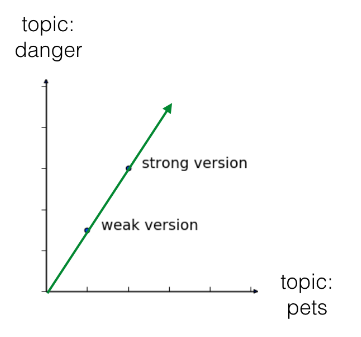 topic:
danger
strong version
weak version
topic:
pets